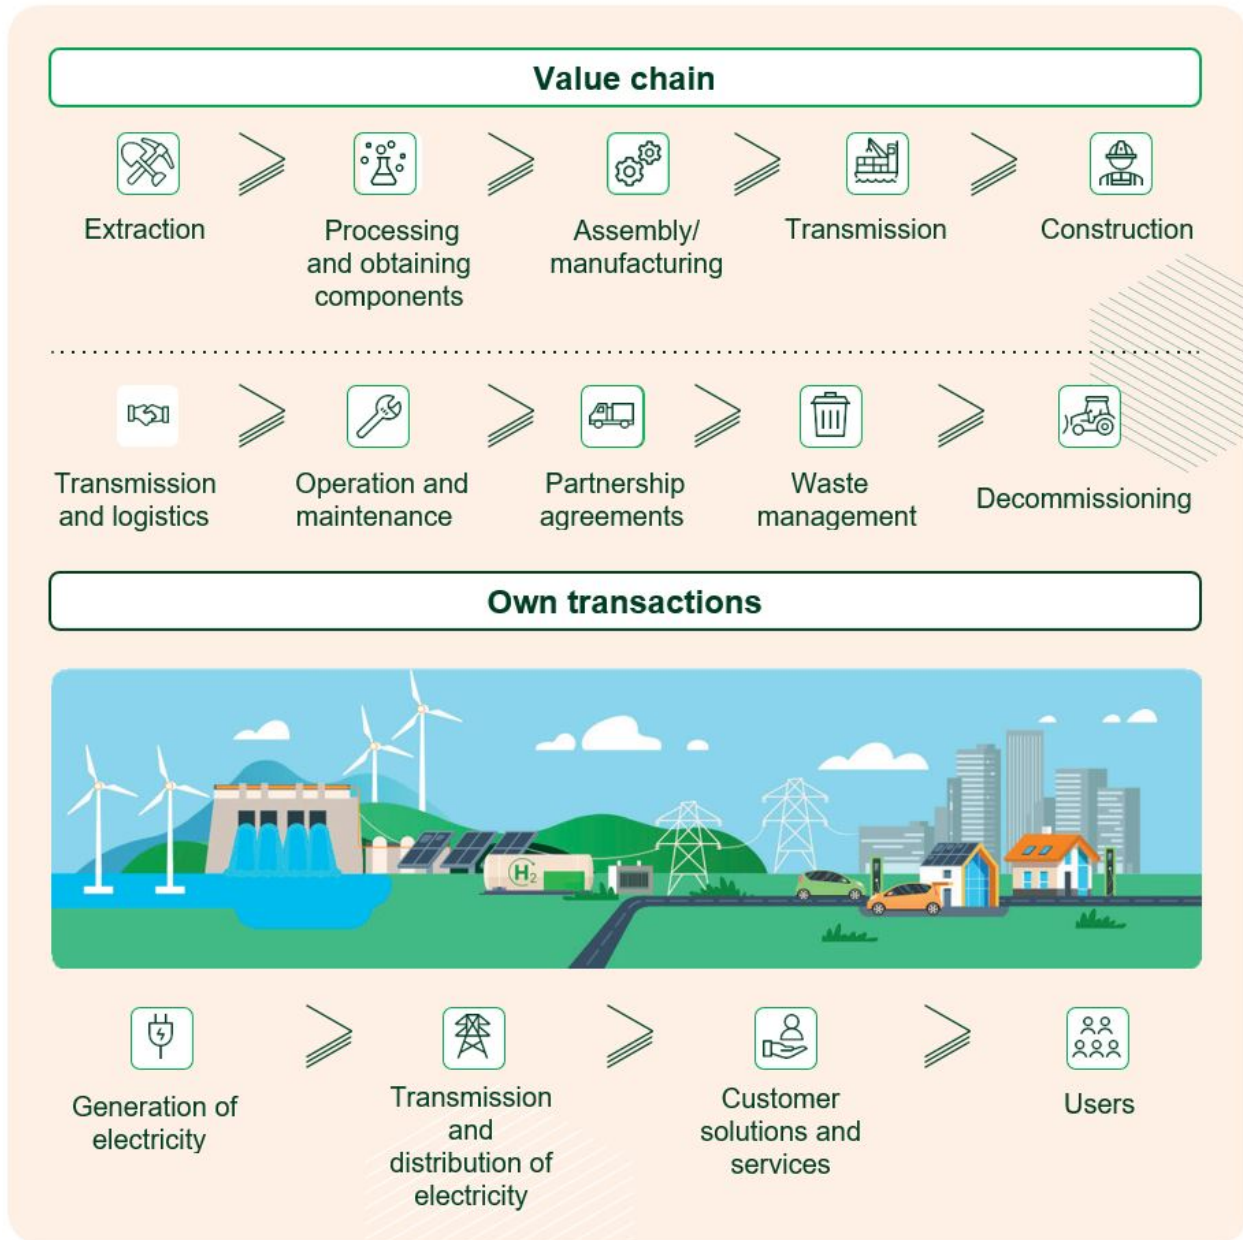 Value chain
Extraction
Processing
and obtaining
components
Assembly/
manufacturing
Transmission
Construction
Transmission
and logistics
Operation and
maintenance
Partnership
agreements
Waste
management
Decommissioning
Own transactions
H2
Generation of
electricity
Transmission
and
distribution of
electricity
Customer
solutions and
services
Users